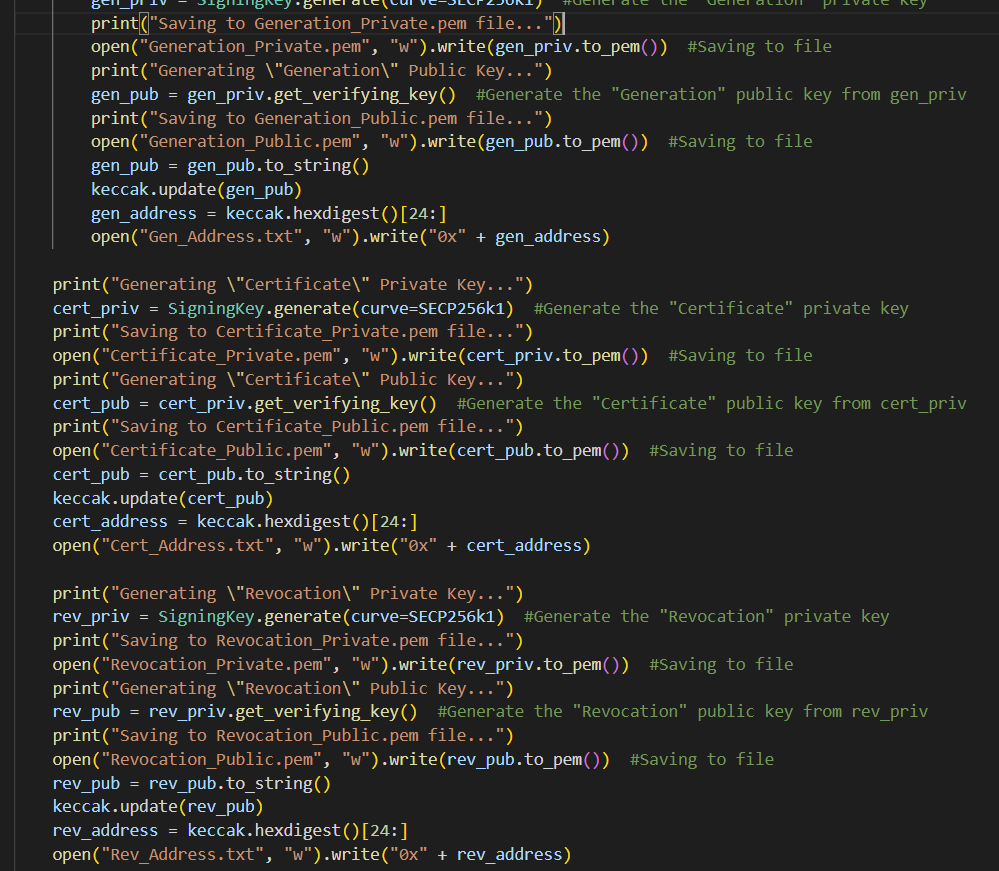 gen_priv = SigningKey.generate(curve=SECP256k1)  #Generate the "Generation" private key
print("Saving to Generation_Private.pem file...")
open("Generation_Private.pem", "w").write(gen_priv.to_pem())  #Saving to file
print("Generating \"Generation\" Public Key...")
gen_pub = gen_priv.get_verifying_key()  #Generate the "Generation" public key from gen_priv
print("Saving to Generation_Public.pem file...")
open("Generation_Public.pem", "w").write(gen_pub.to_pem())  #Saving to file
gen_pub = gen_pub.to_string()
keccak.update(gen_pub)
gen_address = keccak.hexdigest()[24:]
open("Gen_Address.txt", "w").write("0x" + gen_address)
print("Generating \"Certificate\" Private Key...")
cert_priv = SigningKey.generate(curve=SECP256k1)  #Generate the "Certificate" private key
print("Saving to Certificate_Private.pem file...")
open("Certificate_Private.pem", "w").write(cert_priv.to_pem())  #Saving to file
print("Generating \"Certificate\" Public Key...")
cert_pub = cert_priv.get_verifying_key()  #Generate the "Certificate" public key from cert_priv
print("Saving to Certificate_Public.pem file...")
open("Certificate_Public.pem", "w").write(cert_pub.to_pem())  #Saving to file
cert_pub = cert_pub.to_string()
keccak.update(cert_pub)
cert_address = keccak.hexdigest()[24:]
open("Cert_Address.txt", "w").write("0x" + cert_address)
print("Generating \"Revocation\" Private Key...")
rev_priv = SigningKey.generate(curve=SECP256k1)  #Generate the "Revocation" private key
print("Saving to Revocation_Private.pem file...")
open("Revocation_Private.pem", "w").write(rev_priv.to_pem())  #Saving to file
print("Generating \"Revocation\" Public Key...")
rev_pub = rev_priv.get_verifying_key()  #Generate the "Revocation" public key from rev_priv
print("Saving to Revocation_Public.pem file...")
open("Revocation_Public.pem", "w").write(rev_pub.to_pem())  #Saving to file
rev_pub = rev_pub.to_string()
keccak.update(rev_pub)
rev_address = keccak.hexdigest()[24:]
open("Rev_Address.txt", "w").write("0x" + rev_address)